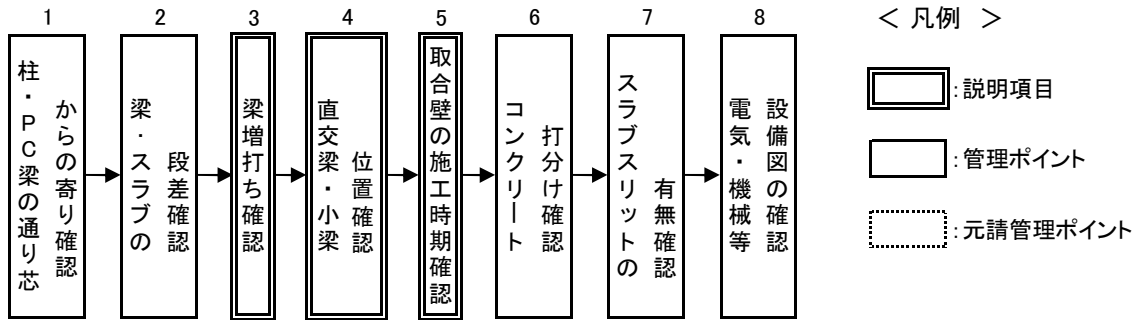 1
柱・PC梁の通り芯
からの寄り確認
2
梁・スラブの
段差確認
3
梁増打ち確認
4
直交梁・小梁
位置確認
5
取合壁の施工時期確認
6
コンクリート
打分け確認
7
スラブスリットの
有無確認
8
電気・機械等
設備図の確認
＜ 凡例 ＞
:説明項目
:管理ポイント
:元請管理ポイント